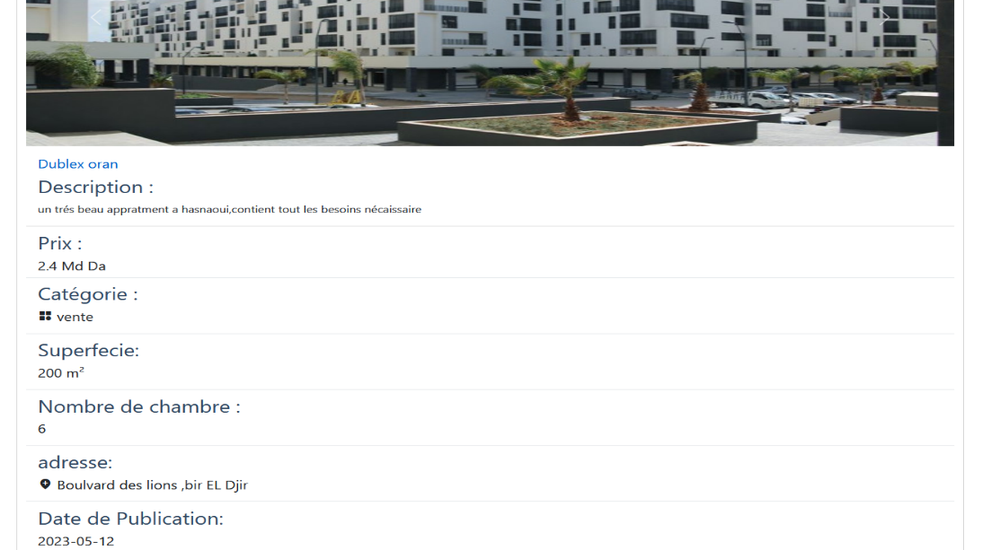 Dublex oran
Description :
un trés beau appratment a hasnaoui,contient tout les besoins nécaissaire
Prix :
2.4 Md Da
Catégorie :
vente
Superfecie:
200 m²
Nombre de chambre :
6
adresse:
Boulvard des lions ,bir EL Djir
Date de Publication:
2023-05-12